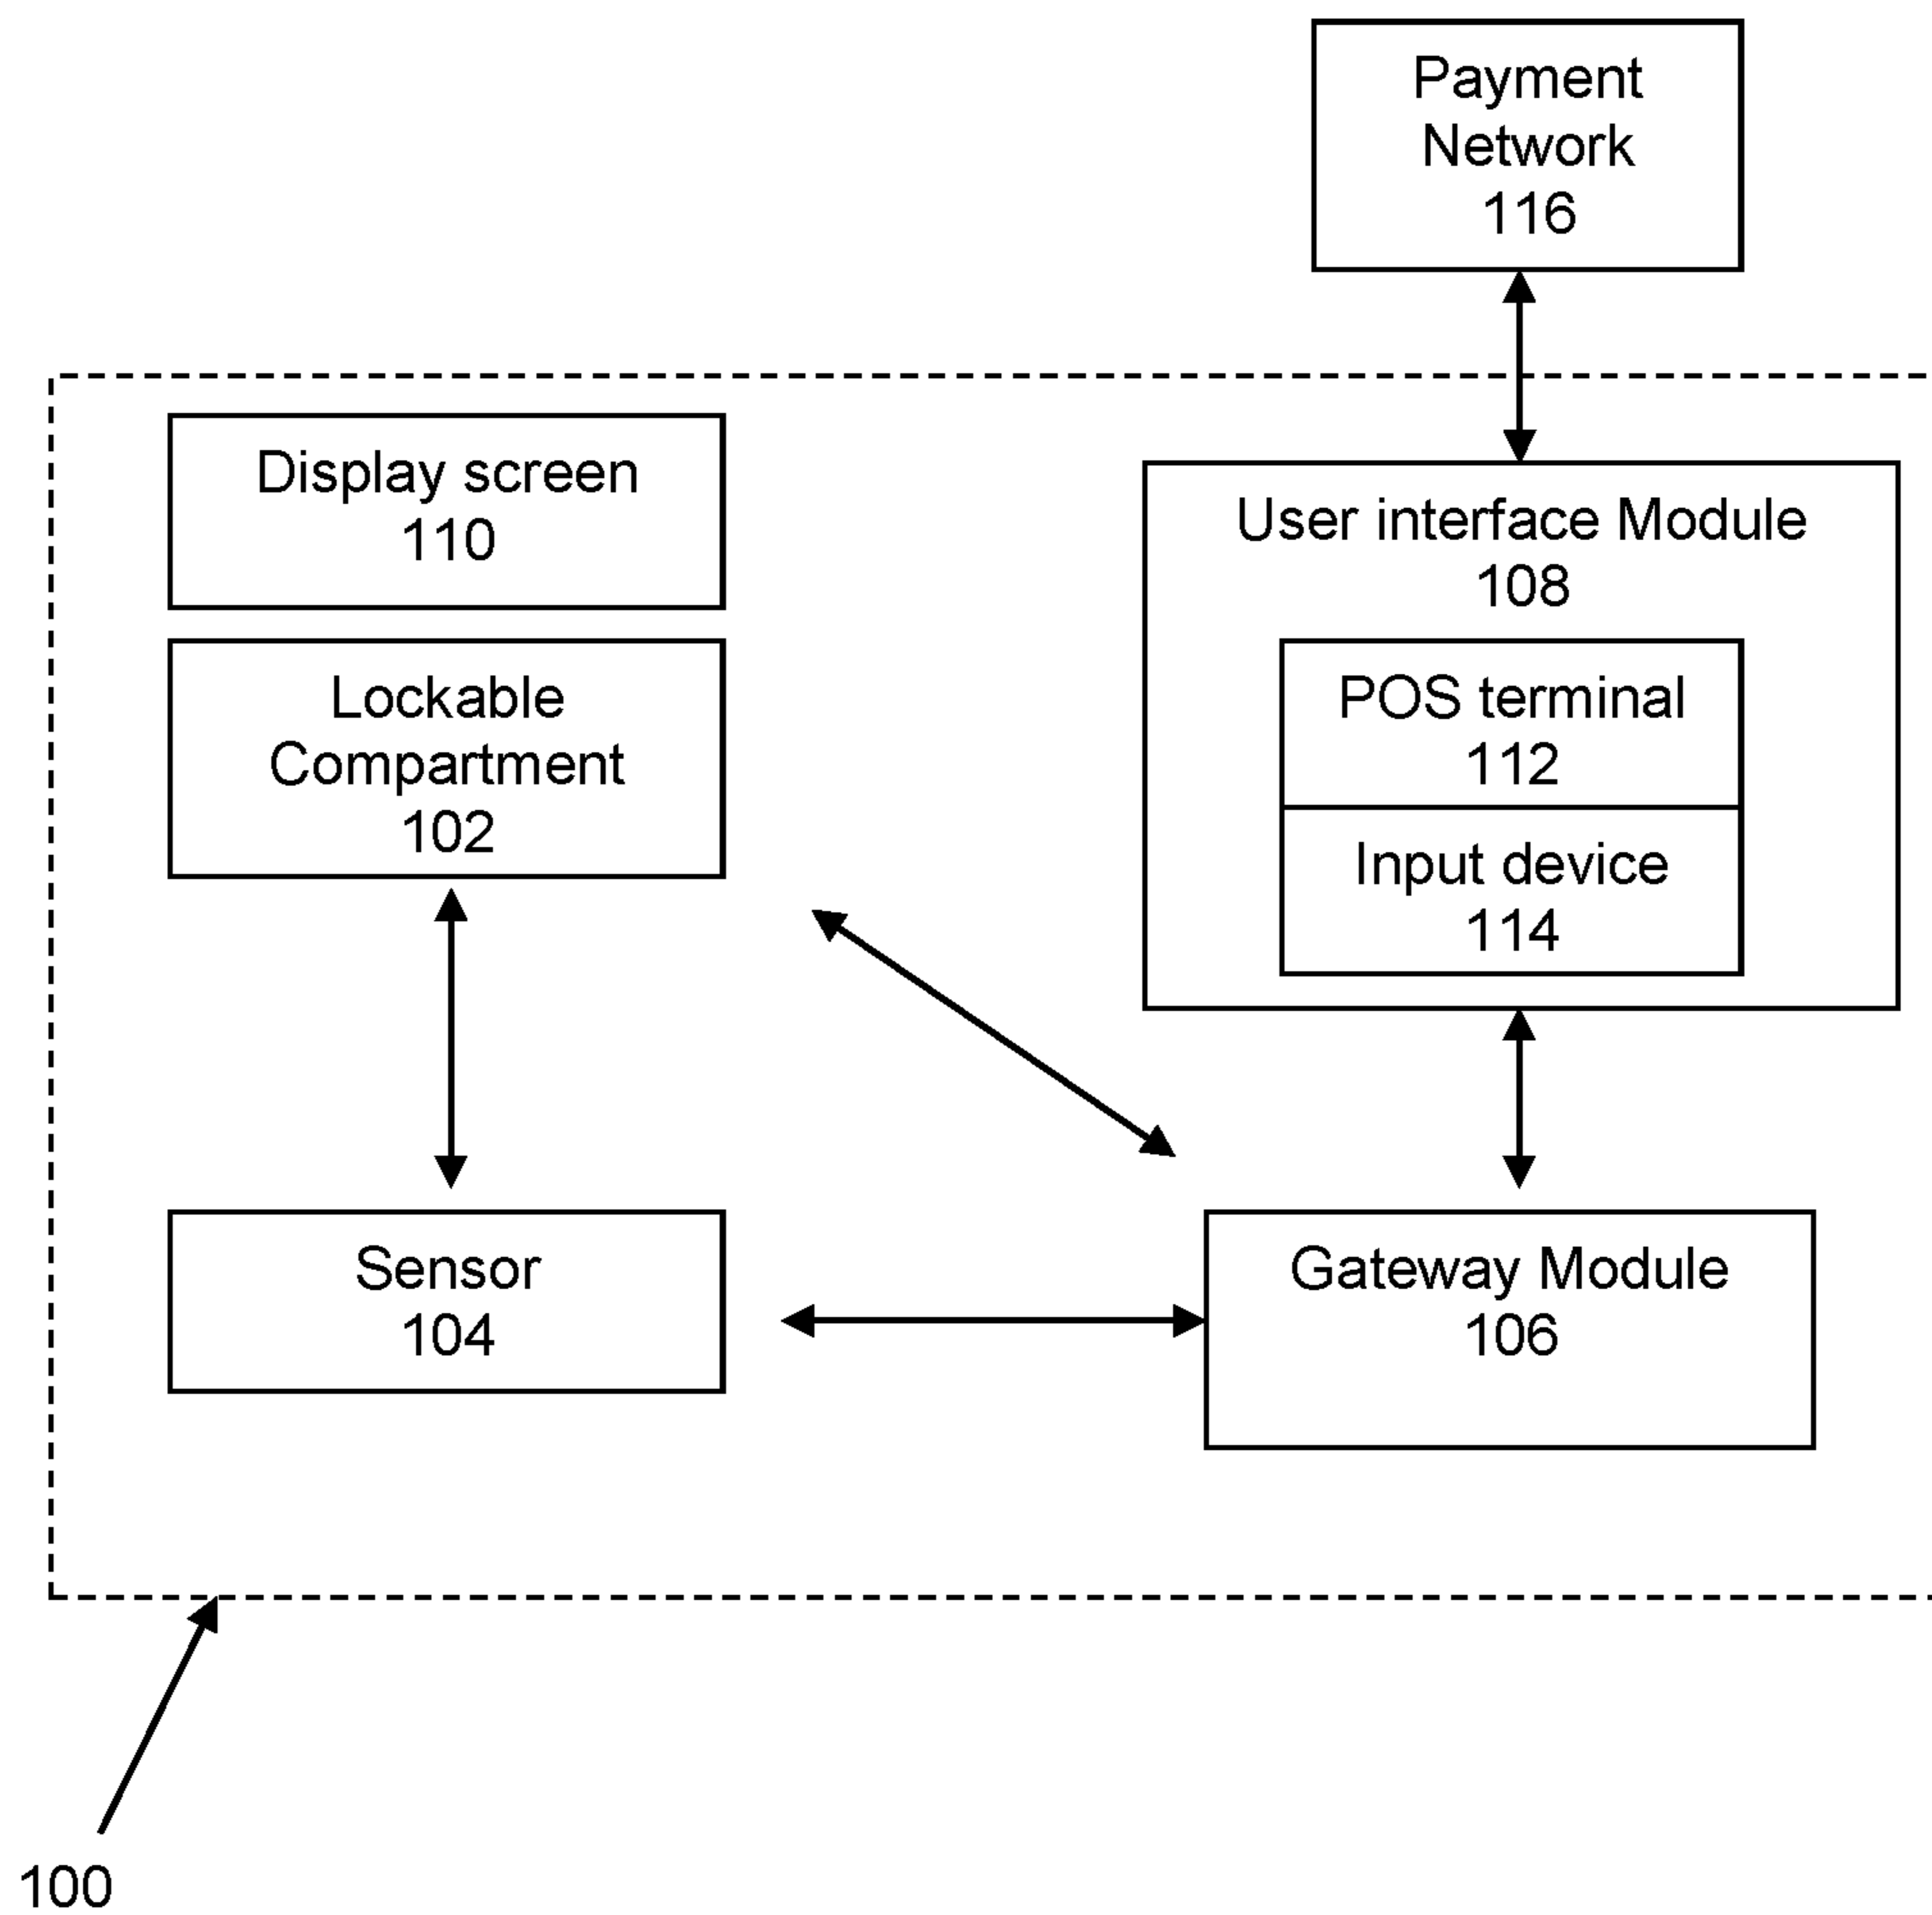 Payment
Network
116
Display screen
110
User interface Module
108
Lockable
Compartment
102
POS terminal
112
Input device
114
Sensor
104
Gateway Module
106
100